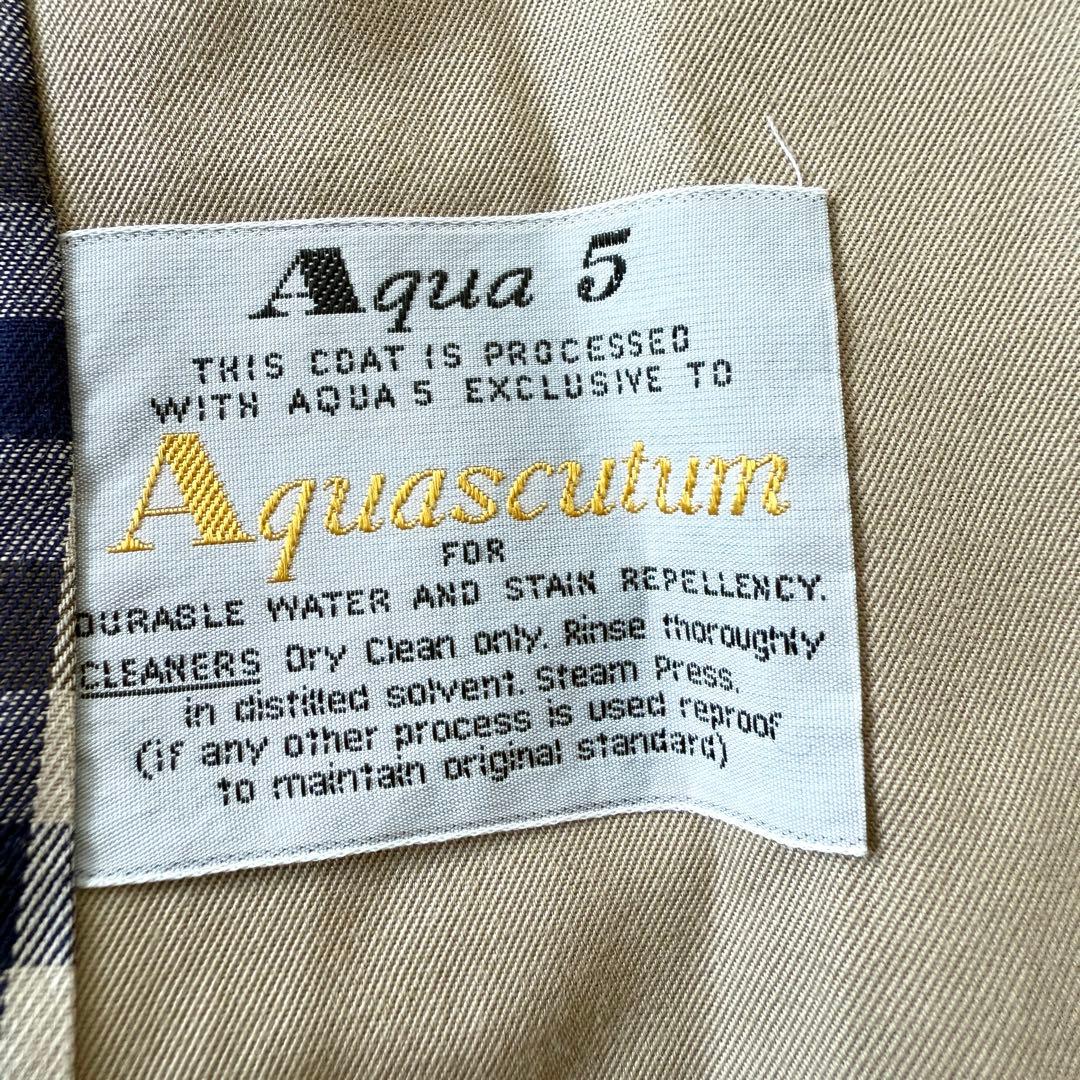 Aqua 5
THIS COAT IS PROCESSED
WITH AQUA 5 EXCLUSIVE TO
Aquascutum
FOR
DURABLE WATER AND STAIN REPELLENCY.
CLEANERS Dry Clean only. Rinse thoroughly
in distilled solvent. Steam Press.
(if any other process is used reproof
to maintain original standard)